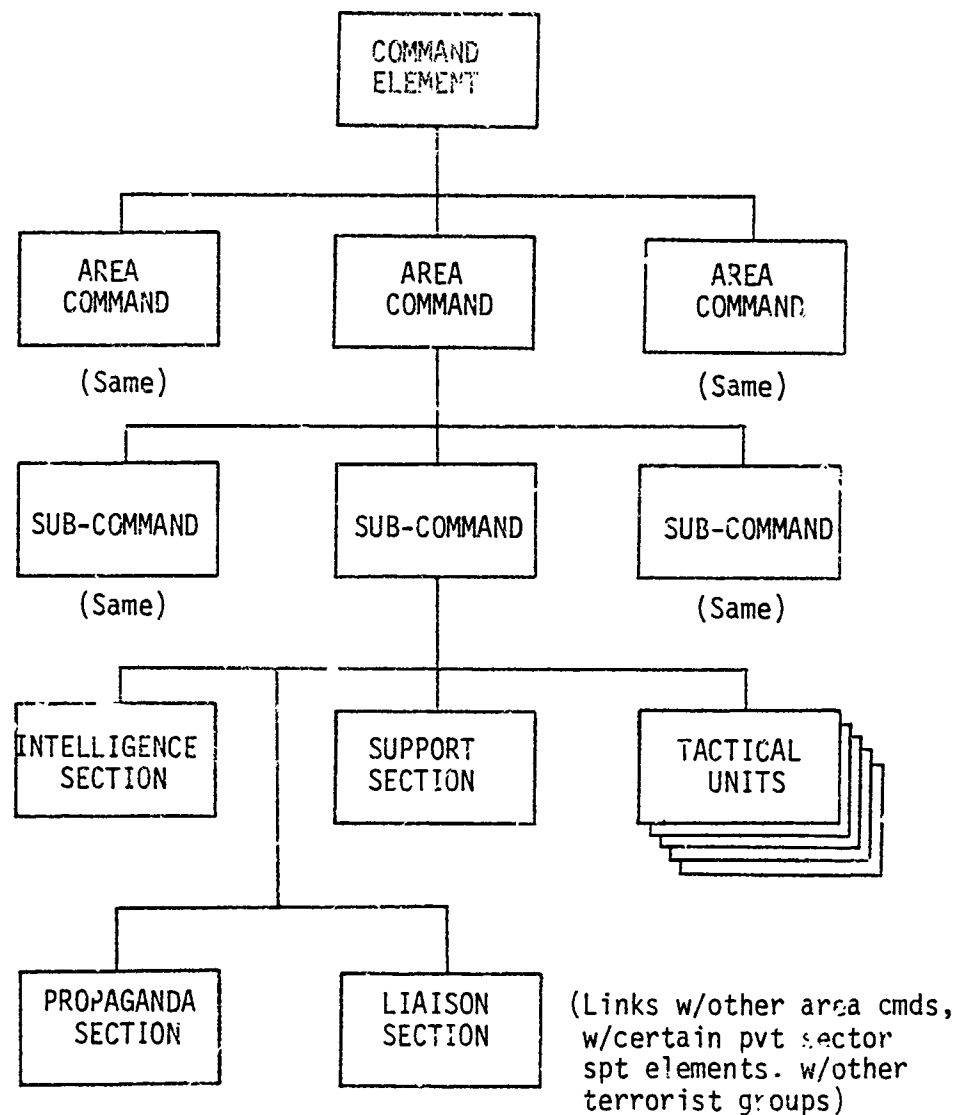 COMMAND
ELEMENT
AREA
COMMAND
AREA
COMMAND
AREA
COMMAND
(Same)
(Same)
SUB-COMMAND
SUB-COMMAND
SUB-COMMAND
(Same)
(Same)
INTELLIGENCE
SECTION
SUPPORT
SECTION
TACTICAL
UNITS
PROPAGANDA
SECTION
LIAISON
SECTION
(Links w/other area cmds,
w/certain pvt sector
spt elements. w/other
terrorist groups)